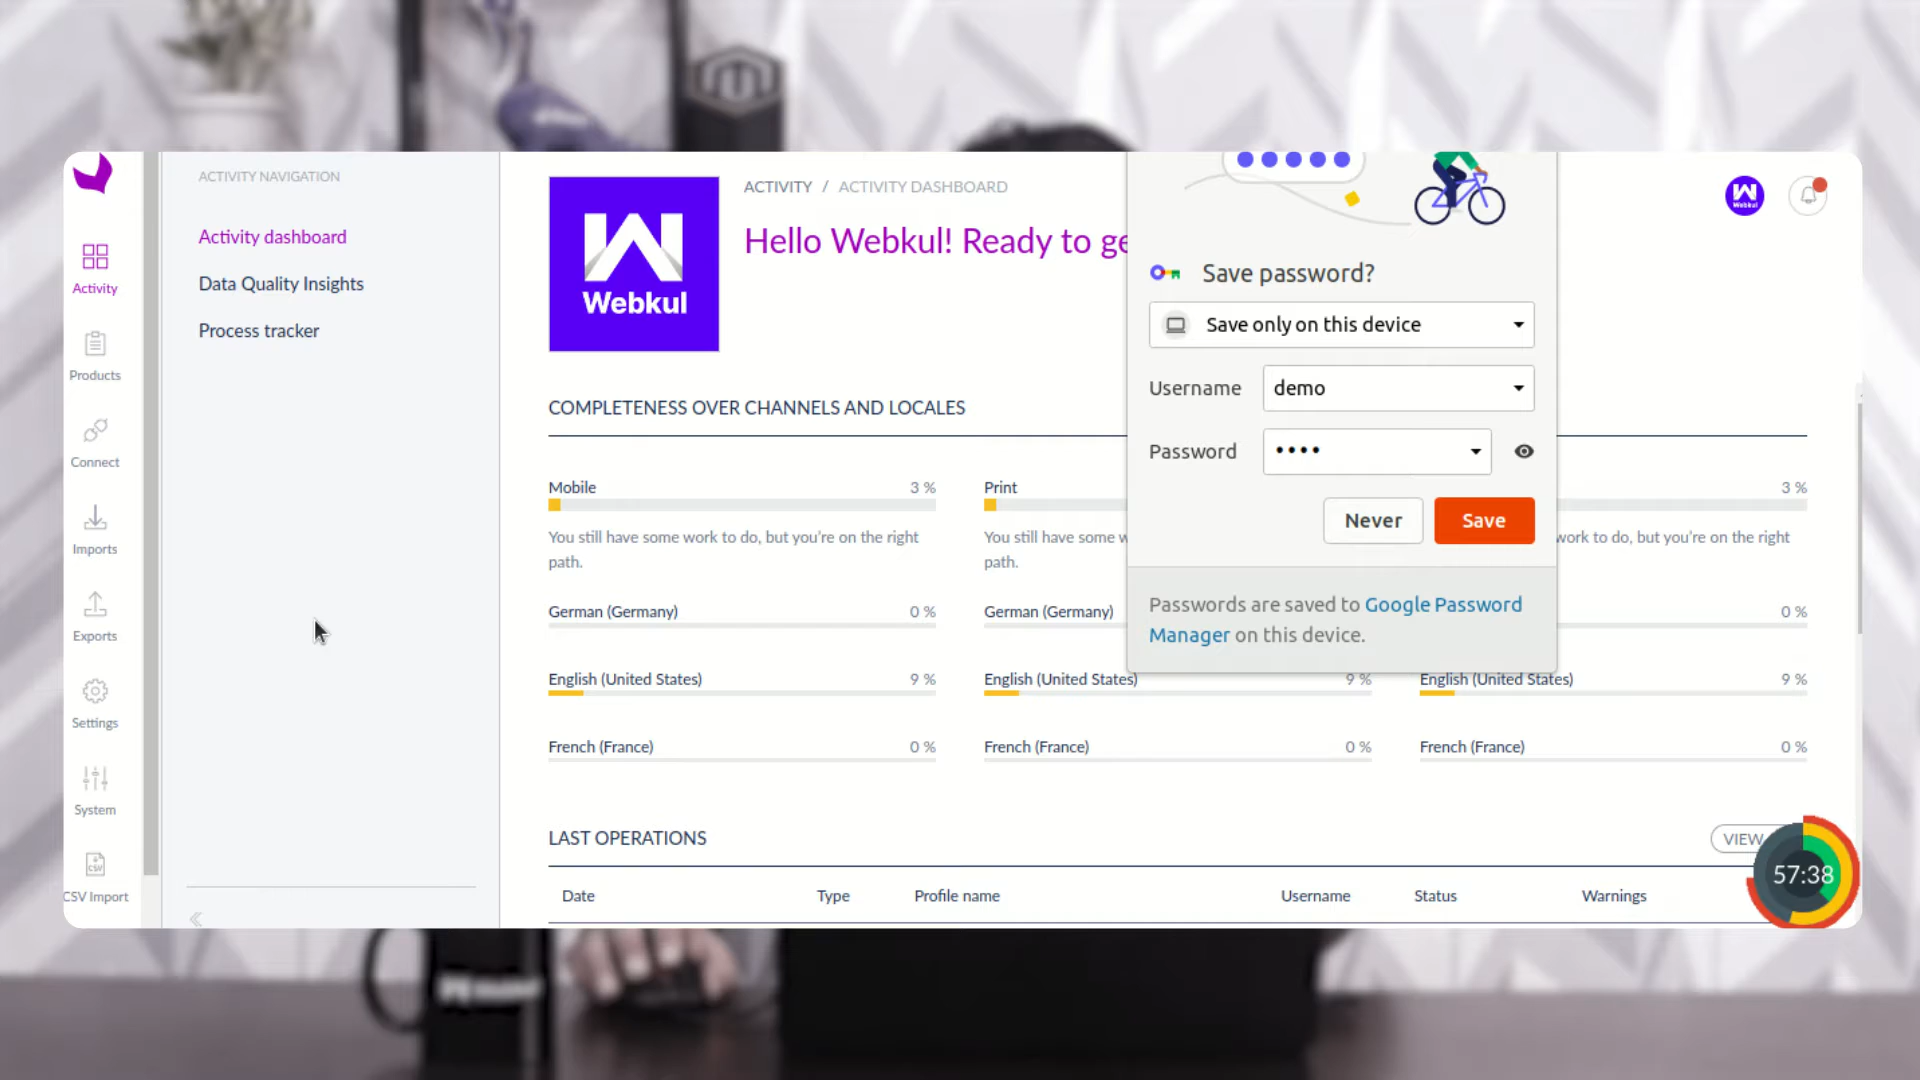 ACTIVITY NAVIGATION
Activity dashboard
Data Quality Insights
Process tracker
Activity
Products
Connect
Imports
Exports
Settings
System
CSV
CSV Import
Webkul
ACTIVITY / ACTIVITY DASHBOARD
Hello Webkul! Ready to ge
Webkul
COMPLETENESS OVER CHANNELS AND LOCALES
Mobile 3 %
You still have some work to do, but you're on the right
path.
German (Germany) 0 %
English (United States) 9 %
French (France) 0 %
Print
You still have some w
path.
German (Germany)
English (United States) 9 %
French (France) 0 %
3 %
work to do, but you're on the right
0 %
English (United States) 9 %
French (France) 0 %
Save password?
Save only on this device
Username demo
Password ••••
Never Save
Passwords are saved to Google Password
Manager on this device.
LAST OPERATIONS
VIEW
57:38
Date Type Profile name Username Status Warnings